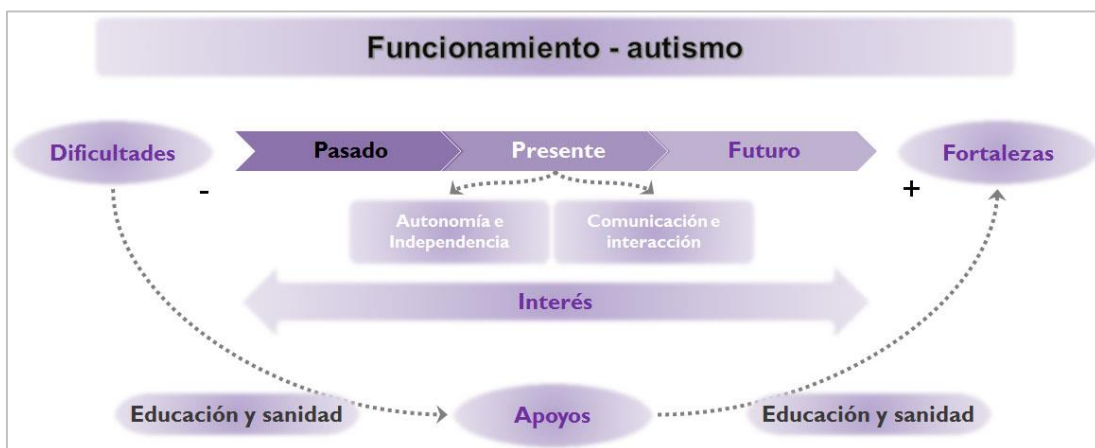 Funcionamiento - autismo
Dificultades
Pasado
Presente
Futuro
Fortalezas
-
+
Autonomía e
Independencia
Comunicación e
interacción
Interés
Educación y sanidad
Apoyos
Educación y sanidad